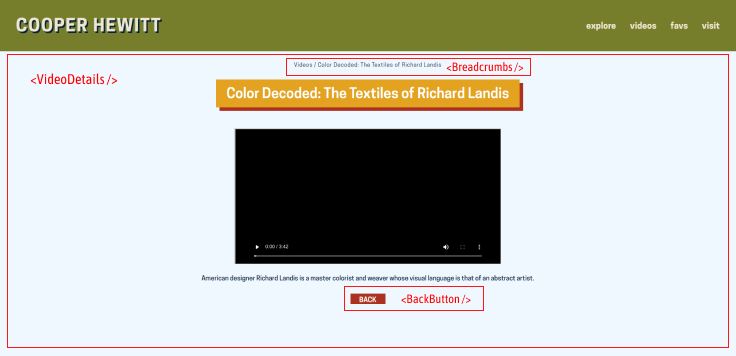 COOPER HEWITT
explore videos favs visit
Videos / Color Decoded: The Textiles of Richard Landis <Breadcrumbs />
<VideoDetails />
Color Decoded: The Textiles of Richard Landis
0:00 / 3:42
American designer Richard Landis is a master colorist and weaver whose visual language is that of an abstract artist.
BACK <BackButton />